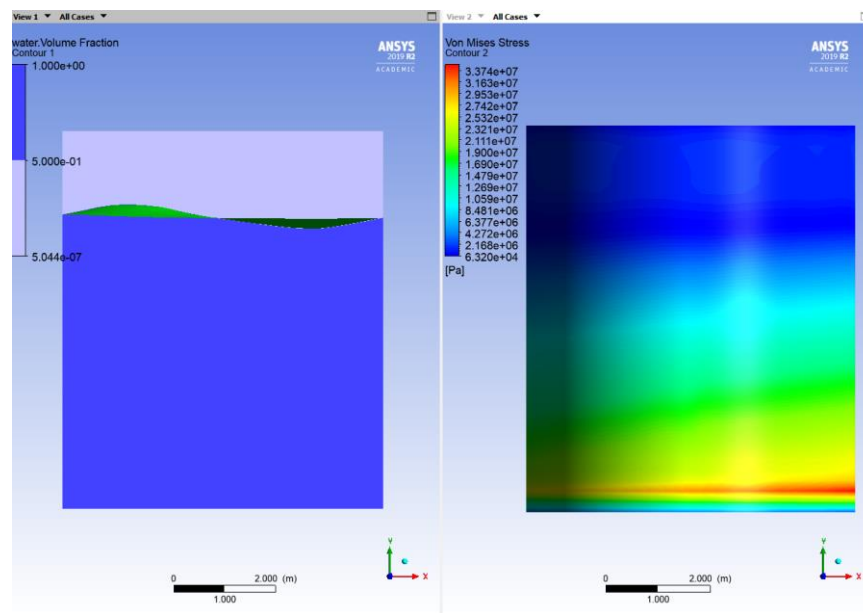 View 1 ▼ All Cases ▼
water.Volume Fraction
Contour 1
1.000e+00
5.000e-01
5.044e-07
ANSYS
2019 R2
ACADEMIC
Y
X
0 2.000 (m)
1.000
View 2 ▼ All Cases ▼
Von Mises Stress
Contour 2
3.374e+07
3.163e+07
2.953e+07
2.742e+07
2.532e+07
2.321e+07
2.111e+07
1.900e+07
1.690e+07
1.479e+07
1.269e+07
1.058e+07
8.481e+06
6.377e+06
4.272e+06
2.168e+06
6.320e+04
[Pa]
ANSYS
2019 R2
ACADEMIC
Y
X
0 2.000 (m)
1.000